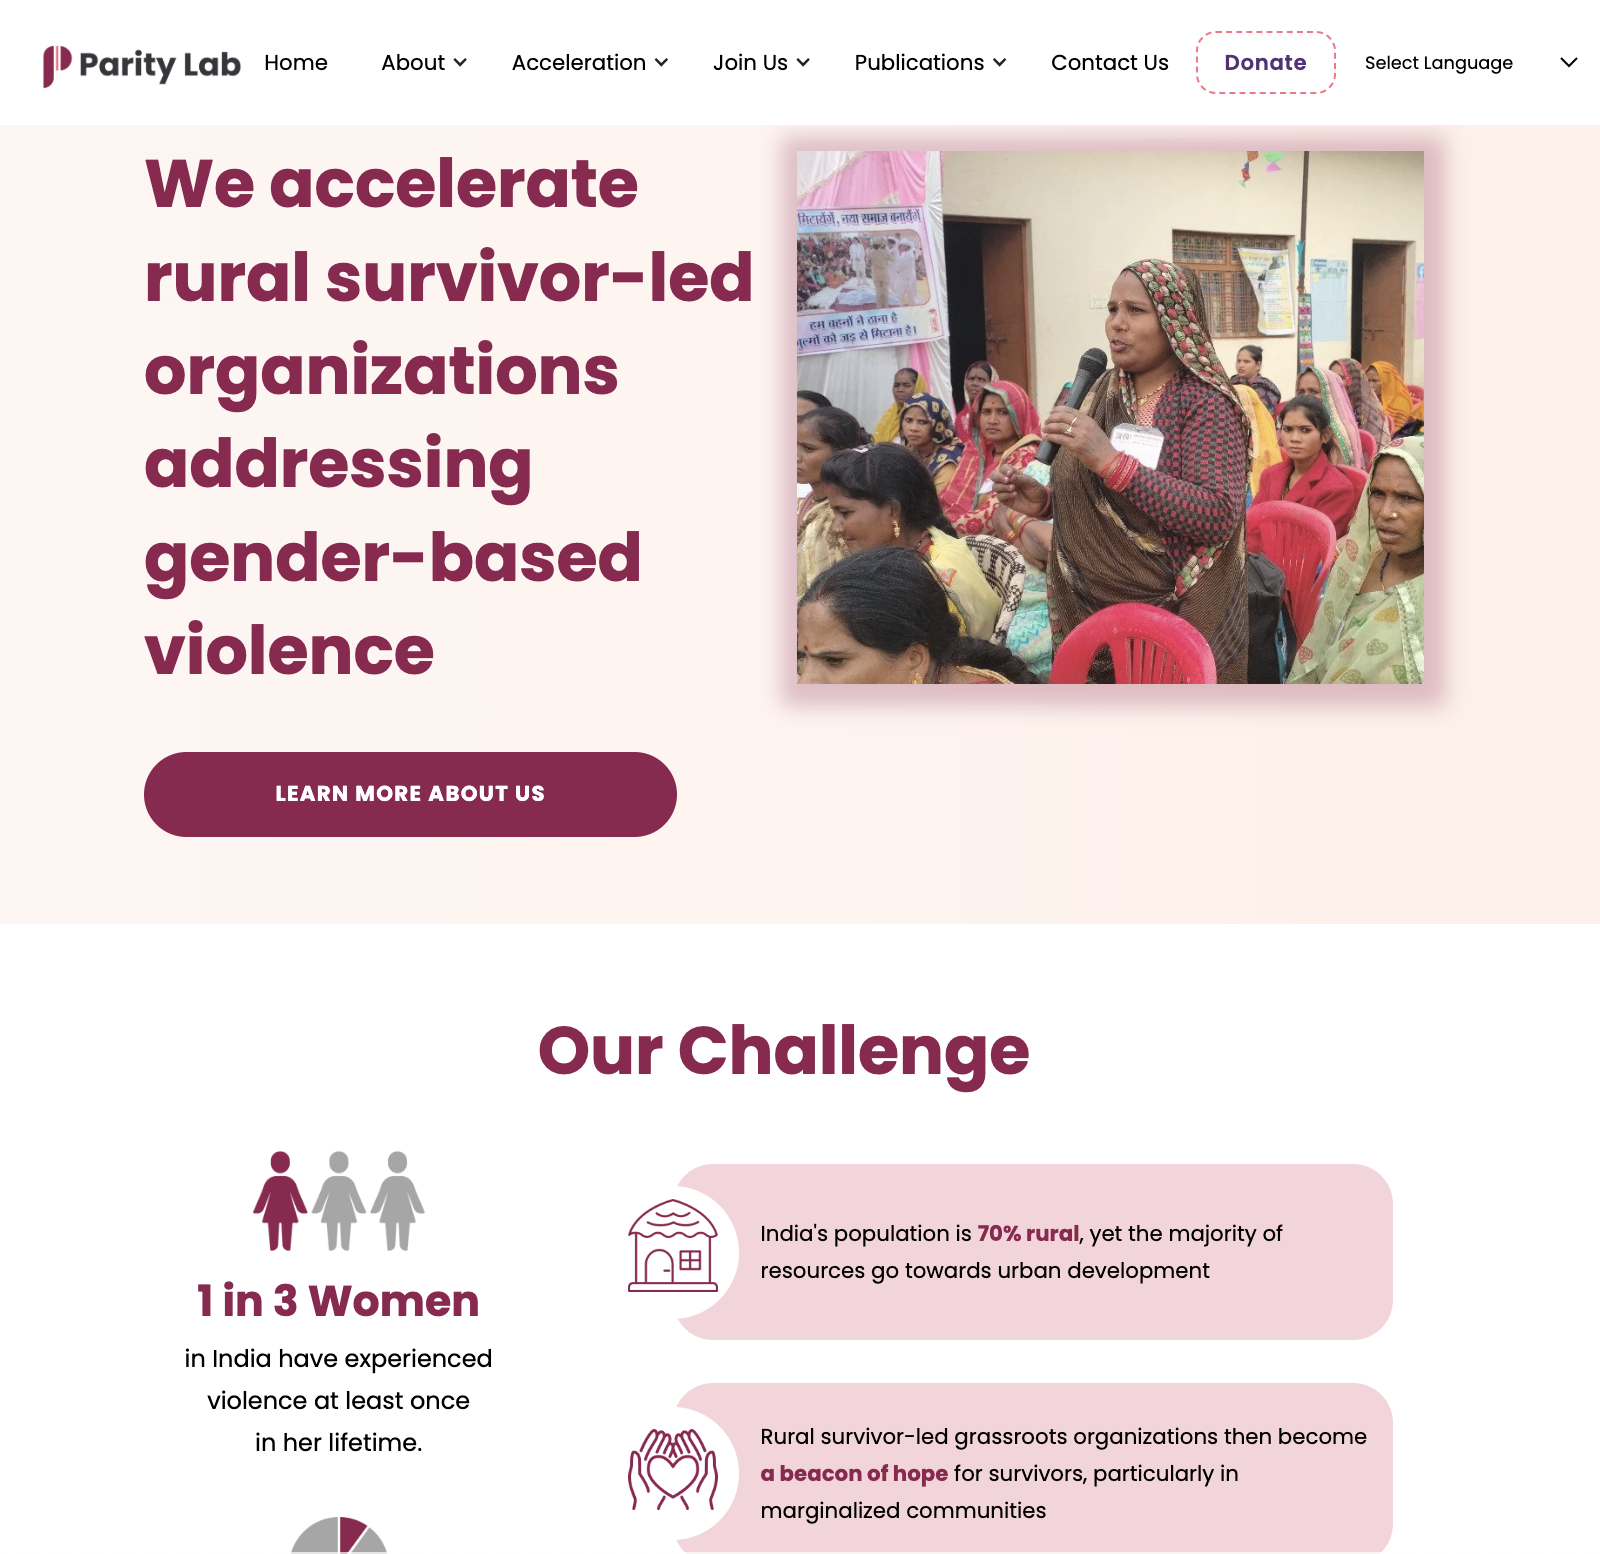 Parity Lab
Home
About
Acceleration
Join Us
Publications
Contact Us
Donate
Select Language
We accelerate
rural survivor-led
organizations
addressing
gender-based
violence
मिटायेंगें, नया समाज बनायेंगें
हम बहनों ने ठाना है
जुल्मों को जड़ से मिटाना है।
LEARN MORE ABOUT US
Our Challenge
1 in 3 Women
in India have experienced
violence at least once
in her lifetime.
India's population is 70% rural, yet the majority of
resources go towards urban development
Rural survivor-led grassroots organizations then become
a beacon of hope for survivors, particularly in
marginalized communities